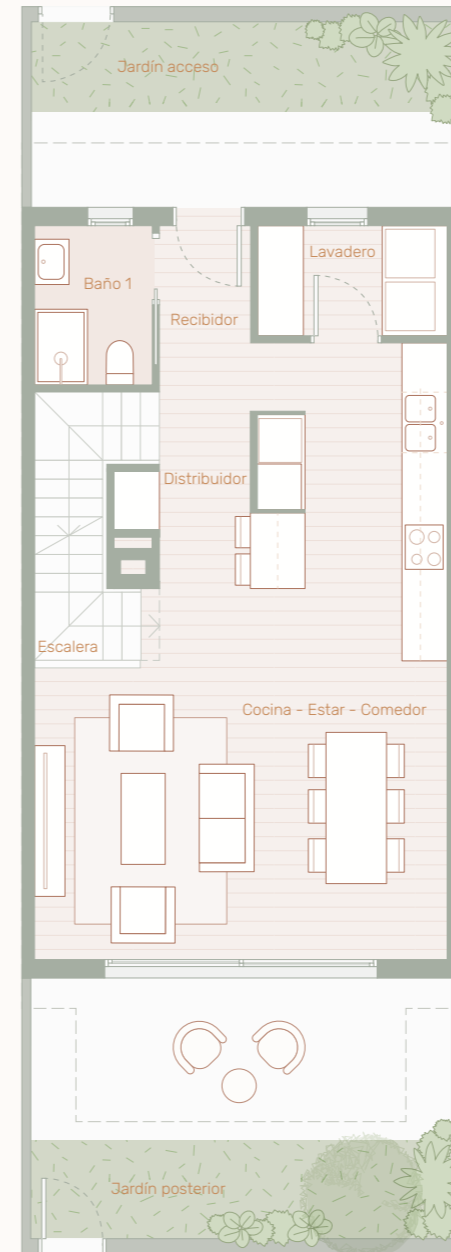 Jardín acceso
Lavadero
Baño 1
Recibidor
Distribuidor
Escalera
Cocina - Estar - Comedor
Jardín posterior